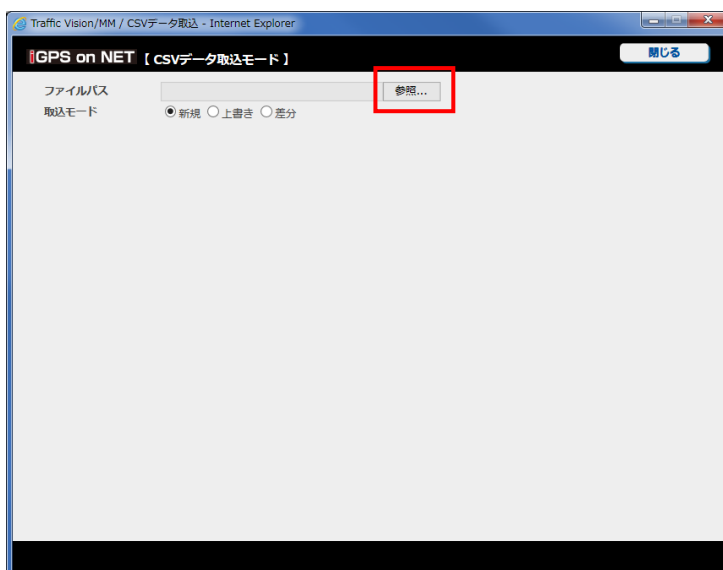 Traffic Vision/MM / CSVデータ取込 - Internet Explorer
iGPS on NET 【 CSVデータ取込モード 】 閉じる
ファイルパス 参照...
取込モード 新規 上書き 差分